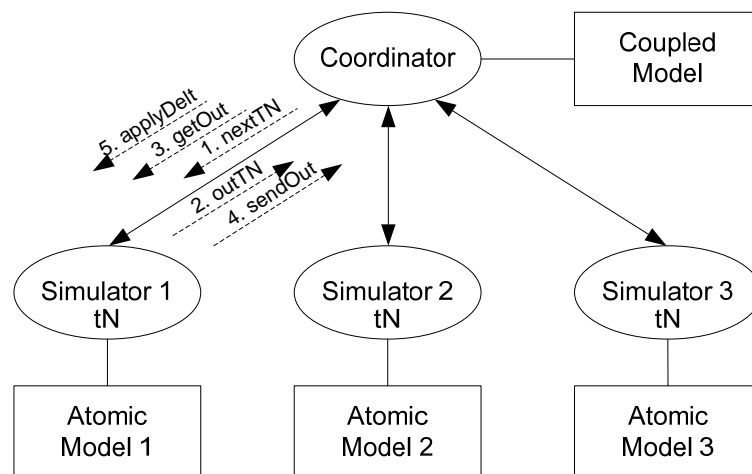 Coordinator
Coupled
Model
5. applyDelt
3. getOut
1. nextTN
2. outTN
4. sendOut
Simulator 1
tN
Simulator 2
tN
Simulator 3
tN
Atomic
Model 1
Atomic
Model 2
Atomic
Model 3